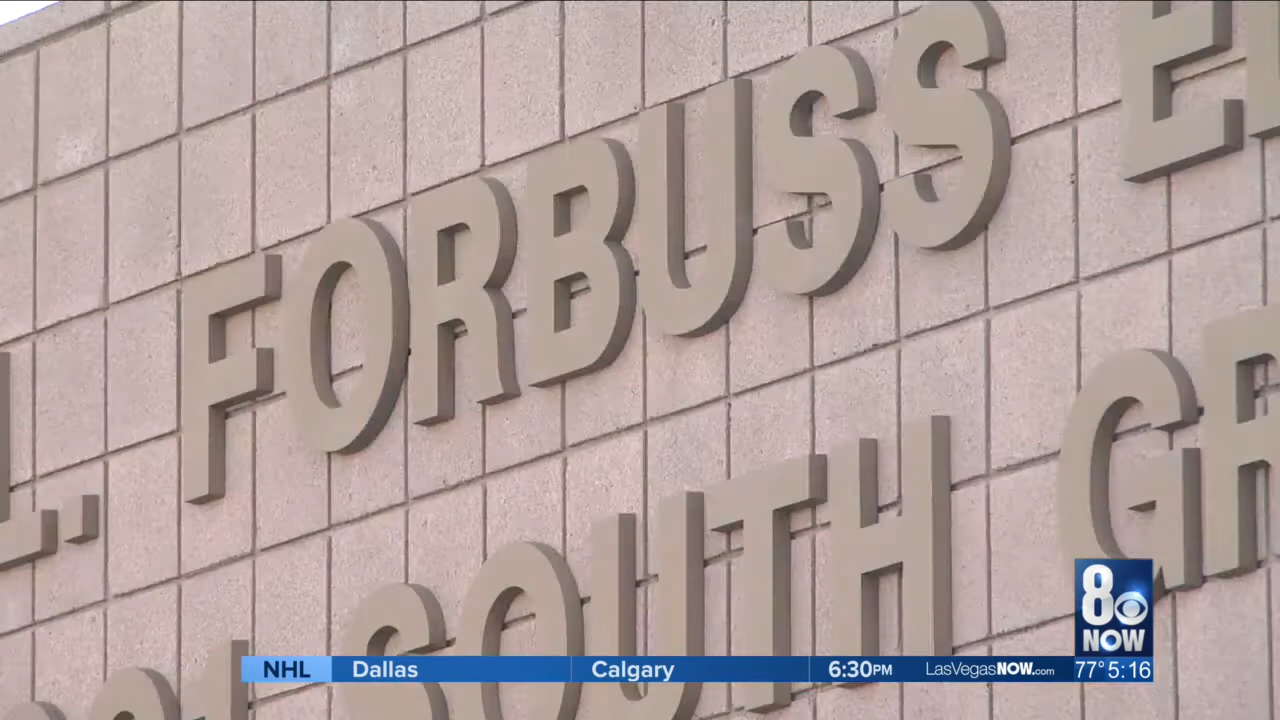 L. FORBUSS
SOUTH
8
NOW
NHL Dallas Calgary 6:30PM LasVegasNOW.com 77° 5:16